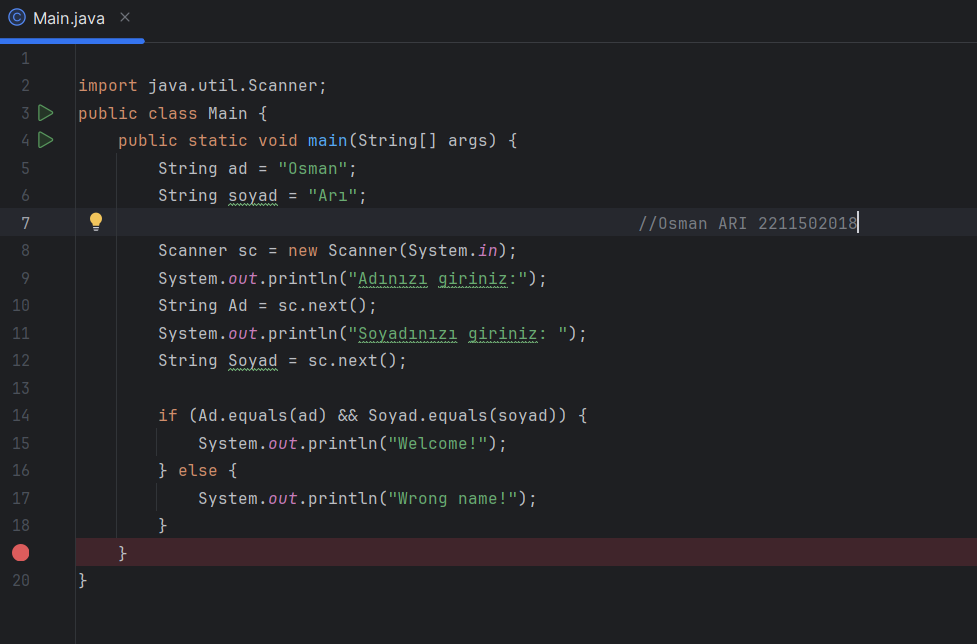 Main.java
1
2 import java.util.Scanner;
3 public class Main {
4 public static void main(String[] args) {
5 String ad = "Osman";
6 String soyad = "Arı";
7 //Osman ARI 2211502018
8 Scanner sc = new Scanner(System.in);
9 System.out.println("Adınızı giriniz:");
10 String Ad = sc.next();
11 System.out.println("Soyadınızı giriniz: ");
12 String Soyad = sc.next();
13
14 if (Ad.equals(ad) && Soyad.equals(soyad)) {
15 System.out.println("Welcome!");
16 } else {
17 System.out.println("Wrong name!");
18 }
}
20 }